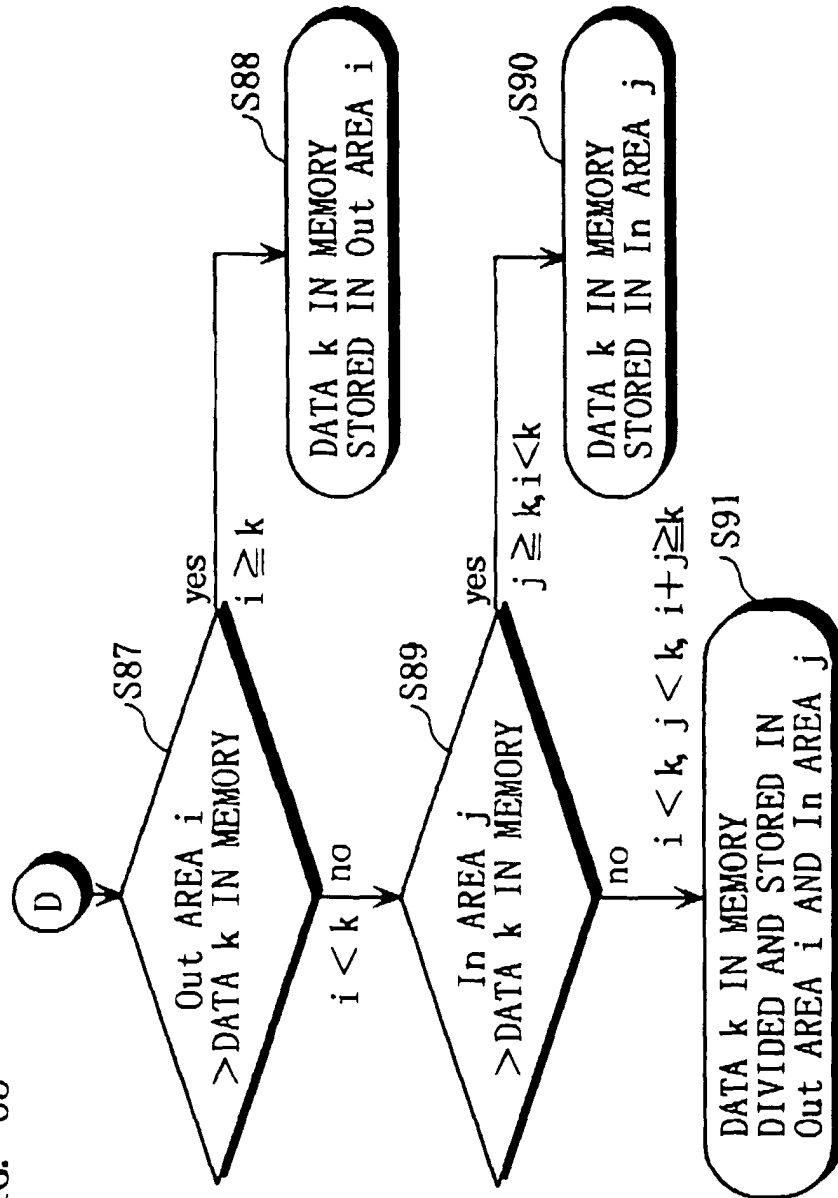 D
S87
Out AREA i
>DATA k IN MEMORY
yes
i ≧ k
S88
DATA k IN MEMORY
STORED IN Out AREA i
i < k
no
S89
In AREA j
>DATA k IN MEMORY
yes
j ≧ k, i < k
S90
DATA k IN MEMORY
STORED IN In AREA j
no
i < k, j < k, i+j≧k
S91
DATA k IN MEMORY
DIVIDED AND STORED IN
Out AREA i AND In AREA j